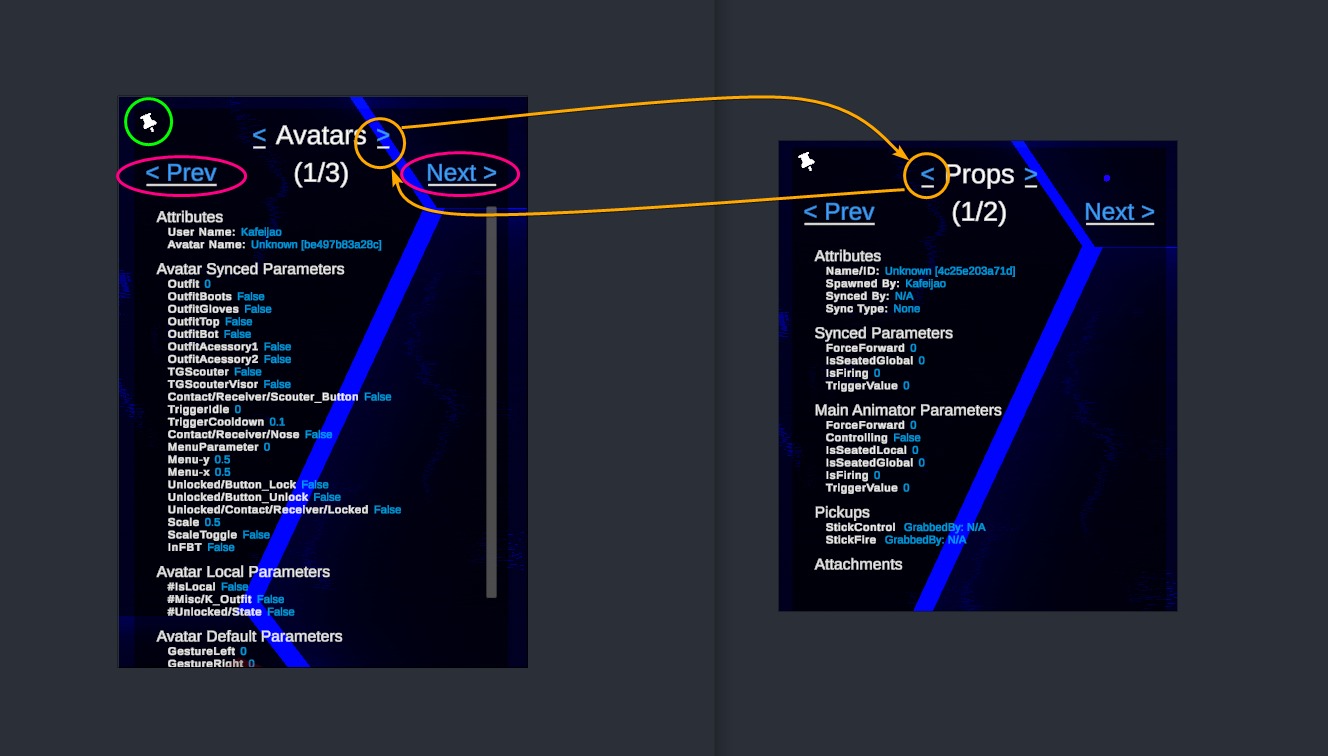 < Avatars >
< Prev (1/3) Next >
Attributes
User Name: Kafeijao
Avatar Name: Unknown [be497b83a28c]
Avatar Synced Parameters
Outfit 0
OutfitBoots False
OutfitGloves False
OutfitTop False
OutfitBot False
OutfitAcessory1 False
OutfitAcessory2 False
TGScouter False
TGScouterVisor False
Contact/Receiver/Scouter_Button False
TriggerIdle 0
TriggerCooldown 0.1
Contact/Receiver/Nose False
MenuParameter 0
Menu-y 0.5
Menu-x 0.5
Unlocked/Button_Lock False
Unlocked/Button_Unlock False
Unlocked/Contact/Receiver/Locked False
Scale 0.5
ScaleToggle False
InFBT False
Avatar Local Parameters
#IsLocal False
#Misc/K_Outfit False
#Unlocked/State False
Avatar Default Parameters
GestureLeft 0
GestureRight 0
< Props >
(1/2)
< Prev Next >
Attributes
Name/ID: Unknown [4c25e203a71d]
Spawned By: Kafeijao
Synced By: N/A
Sync Type: None
Synced Parameters
ForceForward 0
IsSeatedGlobal 0
IsFiring 0
TriggerValue 0
Main Animator Parameters
ForceForward 0
Controlling False
IsSeatedLocal 0
IsSeatedGlobal 0
IsFiring 0
TriggerValue 0
Pickups
StickControl GrabbedBy: N/A
StickFire GrabbedBy: N/A
Attachments